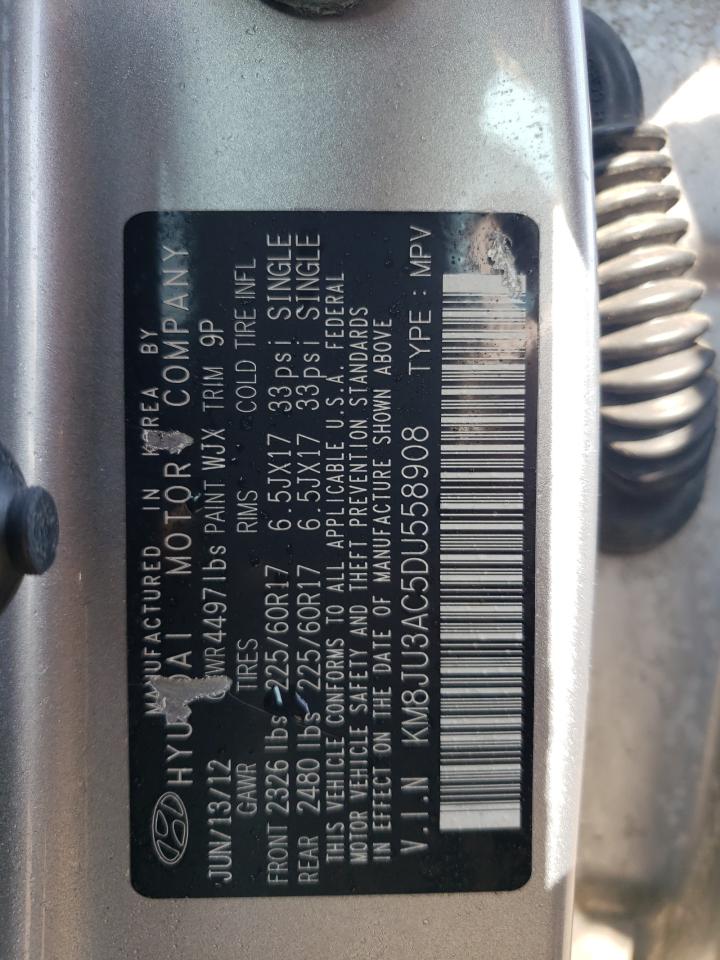 MANUFACTURED IN KOREA BY
MOTOR COMPANY
JUN/13/12 4497lbs PAINT WJX TRIM 9P
GAWR TIRES RIMS COLD TIRE INFL
FRONT 2326 lbs 225/60R17 6.5JX17 33psi SINGLE
REAR 2480 lbs 225/60R17 6.5JX17 33psi SINGLE
THIS VEHICLE CONFORMS TO ALL APPLICABLE U.S.A. FEDERAL
MOTOR VEHICLE SAFETY AND THEFT PREVENTION STANDARDS
IN EFFECT ON THE DATE OF MANUFACTURE SHOWN ABOVE
V.I.N KM8JU3AC5DU558908 TYPE : MPV